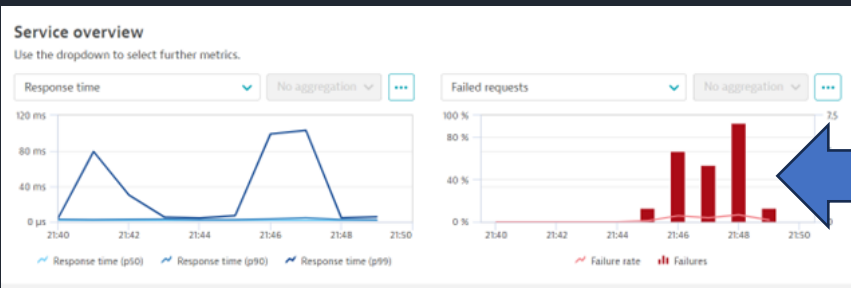 Service overview
Use the dropdown to select further metrics.
Response time
No aggregation
Failed requests
No aggregation
120 ms
80 ms
40 ms
0 µs
21:40 21:42 21:44 21:46 21:48 21:50
Response time (p50) Response time (p90) Response time (p99)
100 % 7.5
80 %
40 %
0 % 0
21:40 21:42 21:44 21:46 21:48 21:50
Failure rate Failures